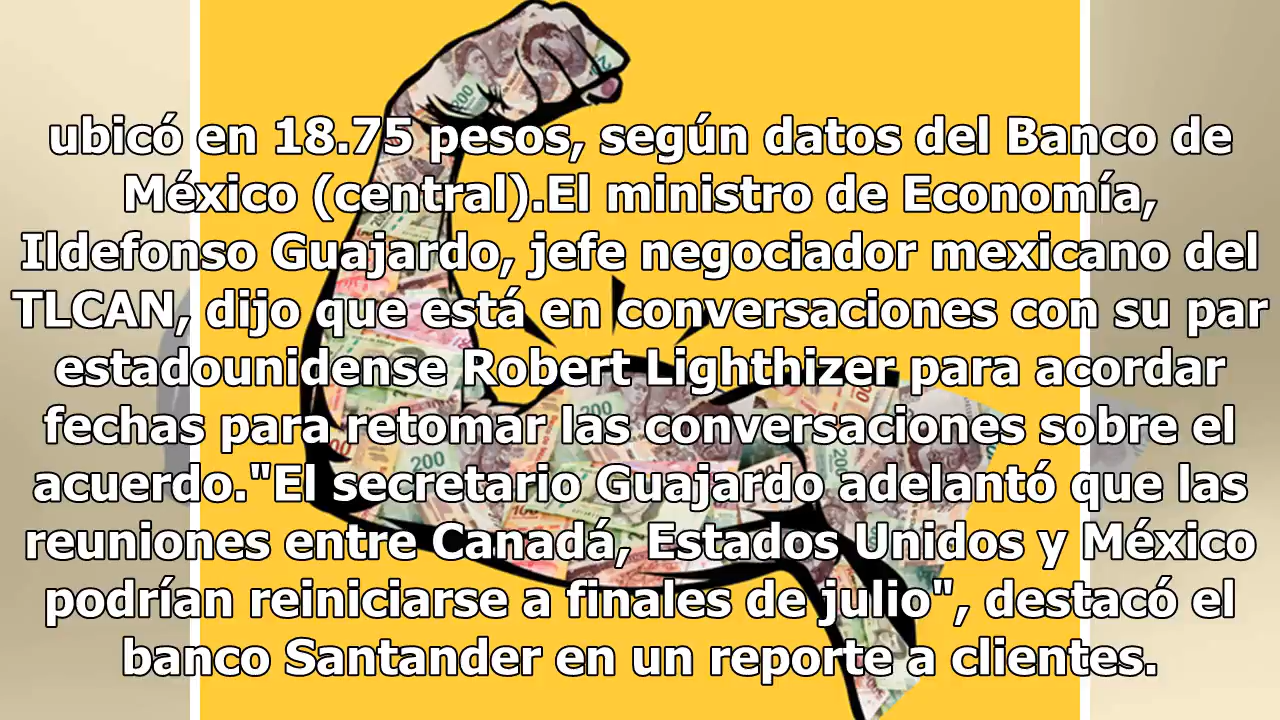 ubicó en 18.75 pesos, según datos del Banco de
México (central).El ministro de Economía,
Ildefonso Guajardo, jefe negociador mexicano del
TLCAN, dijo que está en conversaciones con su par
estadounidense Robert Lighthizer para acordar
fechas para retomar las conversaciones sobre el
acuerdo."El secretario Guajardo adelantó que las
reuniones entre Canadá, Estados Unidos y México
podrían reiniciarse a finales de julio", destacó el
banco Santander en un reporte a clientes.